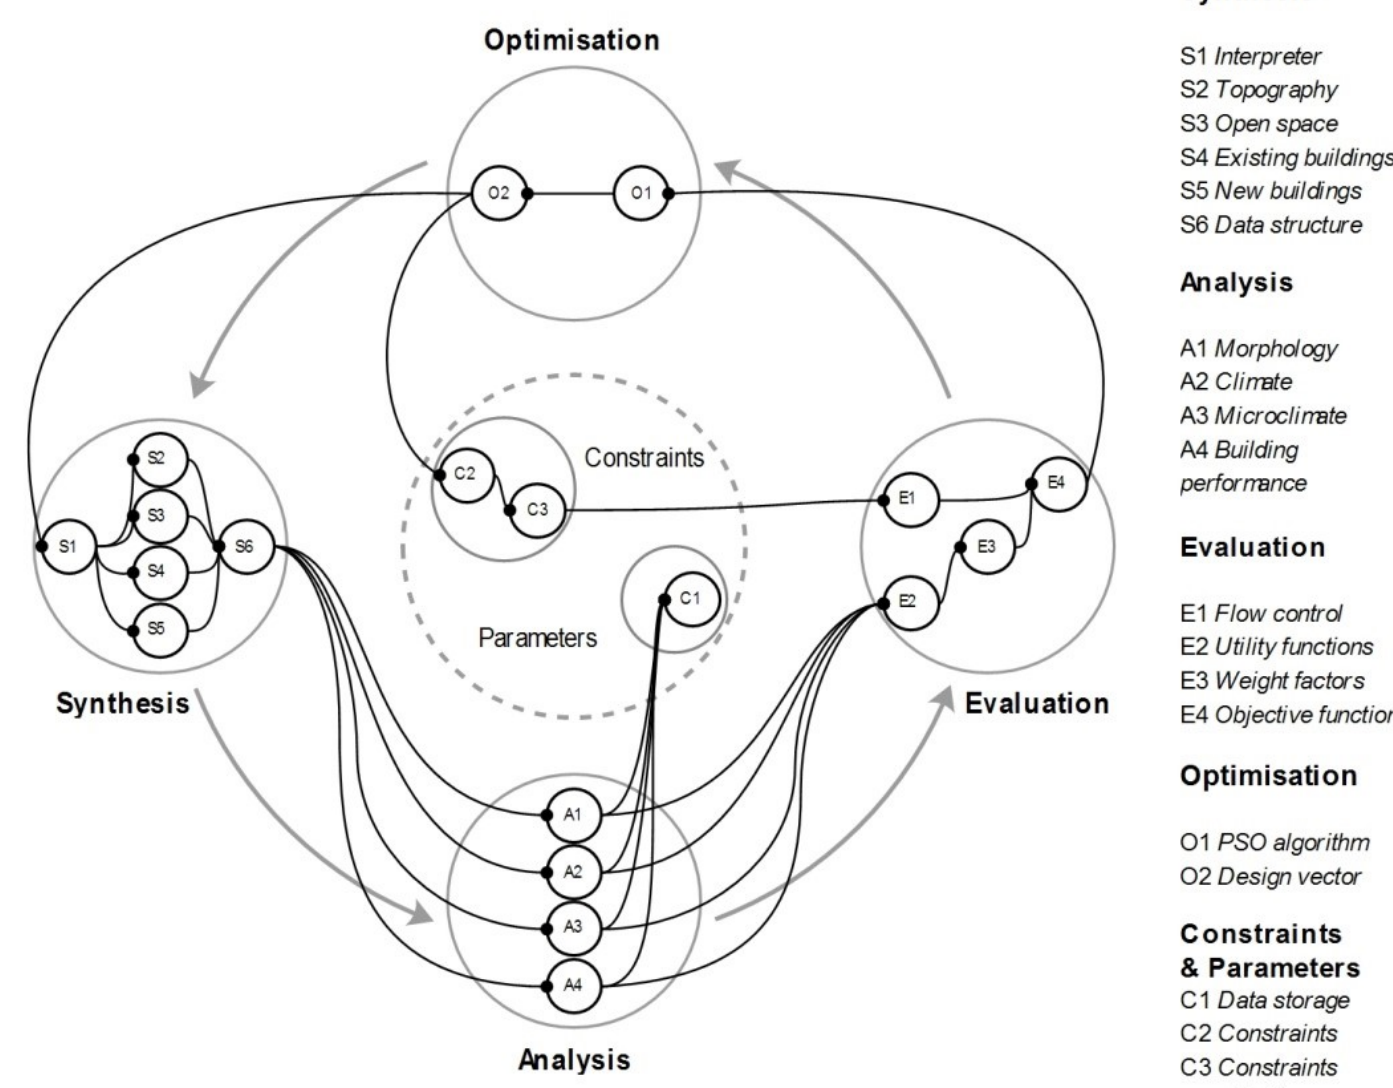 Optimisation
O2
O1
C2
C3
Constraints
C1
Parameters
S1
S2
S3
S4
S5
S6
Synthesis
E1
E2
E3
E4
Evaluation
A1
A2
A3
A4
Analysis
S1 Interpreter
S2 Topography
S3 Open space
S4 Existing buildings
S5 New buildings
S6 Data structure
Analysis
A1 Morphology
A2 Climate
A3 Microclimate
A4 Building
performance
Evaluation
E1 Flow control
E2 Utility functions
E3 Weight factors
E4 Objective function
Optimisation
O1 PSO algorithm
O2 Design vector
Constraints
& Parameters
C1 Data storage
C2 Constraints
C3 Constraints